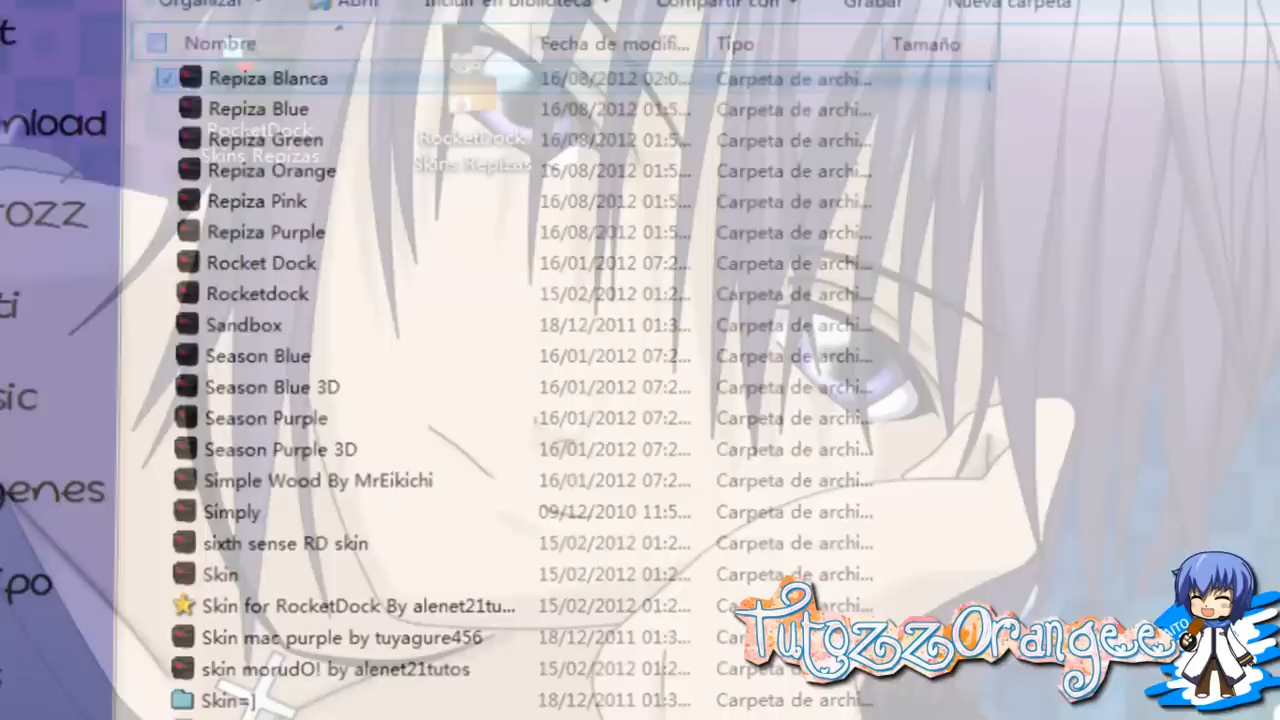 Organizar Abrir Incluir en biblioteca Compartir con Grabar Nueva carpeta
Nombre Fecha de modifi... Tipo Tamaño
Repiza Blanca 16/08/2012 02:0... Carpeta de archi...
Repiza Blue 16/08/2012 01:5... Carpeta de archi...
Repiza Green 16/08/2012 01:5... Carpeta de archi...
Repiza Orange 16/08/2012 01:5... Carpeta de archi...
Repiza Pink 16/08/2012 01:5... Carpeta de archi...
Repiza Purple 16/08/2012 01:5... Carpeta de archi...
Rocket Dock 16/01/2012 07:2... Carpeta de archi...
Rocketdock 15/02/2012 01:2... Carpeta de archi...
Sandbox 18/12/2011 01:3... Carpeta de archi...
Season Blue 16/01/2012 07:2... Carpeta de archi...
Season Blue 3D 16/01/2012 07:2... Carpeta de archi...
Season Purple 16/01/2012 07:2... Carpeta de archi...
Season Purple 3D 16/01/2012 07:2... Carpeta de archi...
Simple Wood By MrEikichi 16/01/2012 07:2... Carpeta de archi...
Simply 09/12/2010 11:5... Carpeta de archi...
sixth sense RD skin 15/02/2012 01:2... Carpeta de archi...
Skin 15/02/2012 01:2... Carpeta de archi...
Skin for RocketDock By alenet21tu... 15/02/2012 01:2... Carpeta de archi...
Skin mac purple by tuyagure456 18/12/2011 01:3... Carpeta de archi...
skin morudO! by alenet21tutos 15/02/2012 01:2... Carpeta de archi...
Skin=] 18/12/2011 01:3... Carpeta de archi...
RocketDock
Skins Repizas
RocketDock
Skins Repizas
t
nload
rozz
ti
sic
genes
po
TutozzOrangee